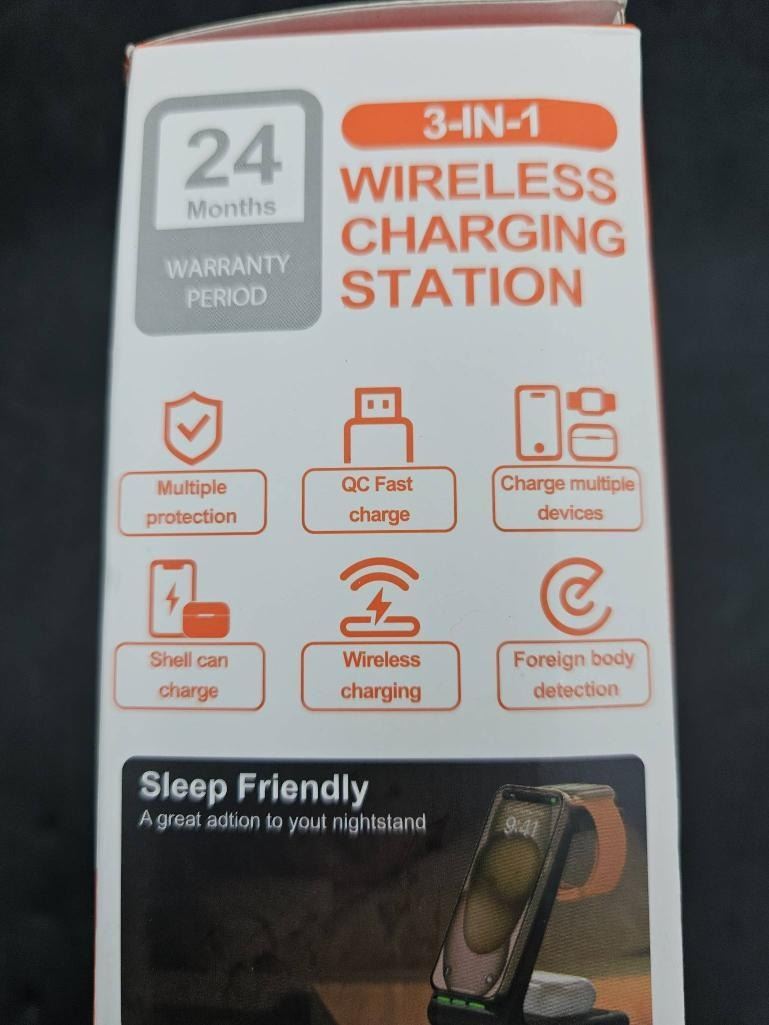 24
Months
WARRANTY
PERIOD
3-IN-1
WIRELESS
CHARGING
STATION
Multiple
protection
QC Fast
charge
Charge multiple
devices
Shell can
charge
Wireless
charging
Foreign body
detection
Sleep Friendly
A great adtion to yout nightstand
9:41